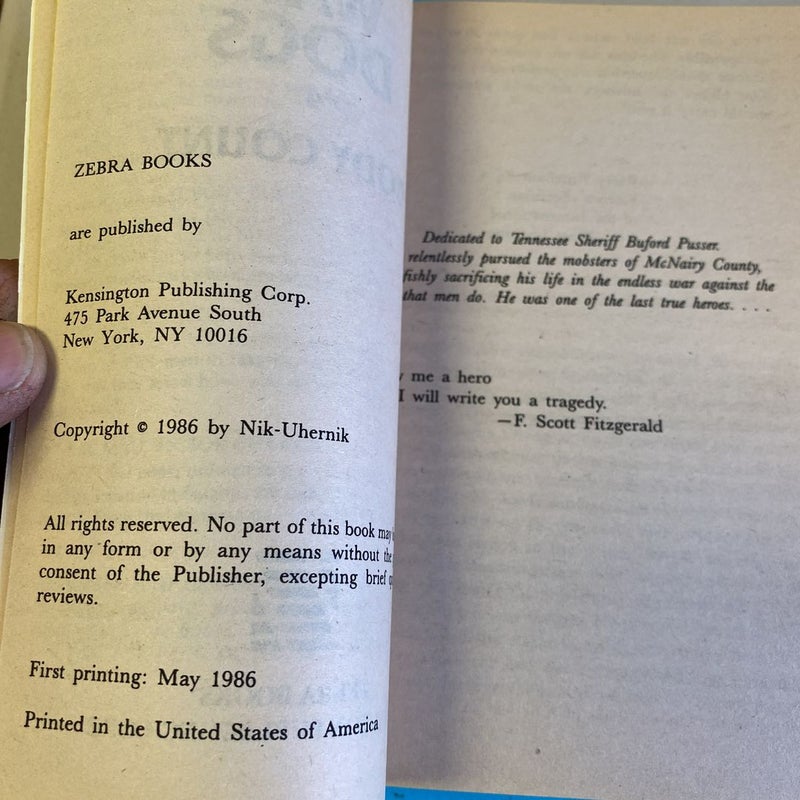 ZEBRA BOOKS
are published by
Kensington Publishing Corp.
475 Park Avenue South
New York, NY 10016
Copyright © 1986 by Nik-Uhernik
All rights reserved. No part of this book may
in any form or by any means without the
consent of the Publisher, excepting brief
reviews.
First printing: May 1986
Printed in the United States of America
DOGS
BODY COUNT
Dedicated to Tennessee Sheriff Buford Pusser.
relentlessly pursued the mobsters of McNairy County,
fishly sacrificing his life in the endless war against the
that men do. He was one of the last true heroes. . . .
me a hero
I will write you a tragedy.
—F. Scott Fitzgerald